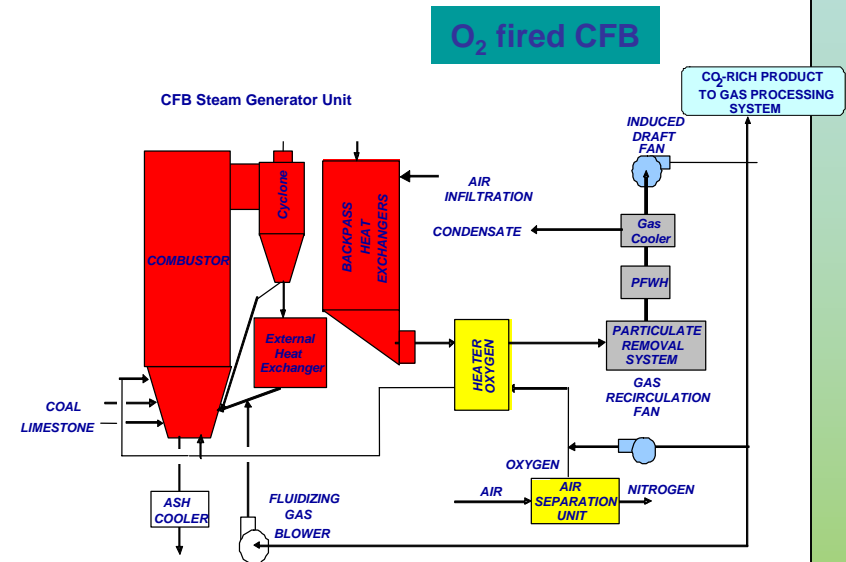 O₂ fired CFB
CO₂-RICH PRODUCT
TO GAS PROCESSING
SYSTEM
CFB Steam Generator Unit
INDUCED
DRAFT
FAN
Cyclone
BACKPASS
HEAT
EXCHANGERS
AIR
INFILTRATION
CONDENSATE
Gas
Cooler
COMBUSTOR
PFWH
External
Heat
Exchanger
HEATER
OXYGEN
PARTICULATE
REMOVAL
SYSTEM
GAS
RECIRCULATION
FAN
COAL
LIMESTONE
OXYGEN
AIR
AIR
SEPARATION
UNIT
NITROGEN
ASH
COOLER
FLUIDIZING
GAS
BLOWER